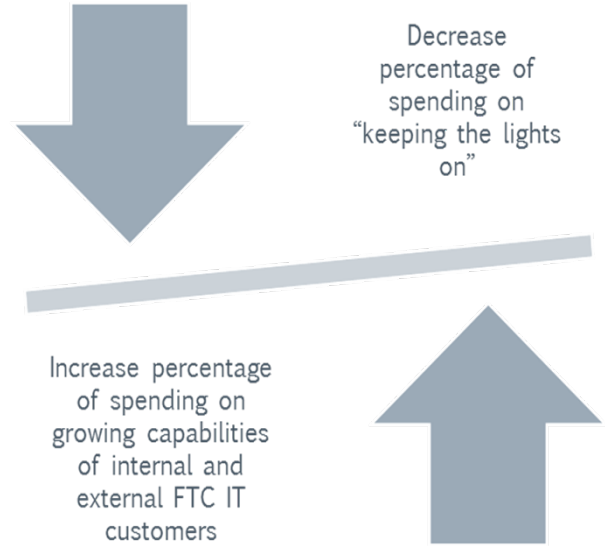 Decrease
percentage of
spending on
“keeping the lights
on”
Increase percentage
of spending on
growing capabilities
of internal and
external FTC IT
customers